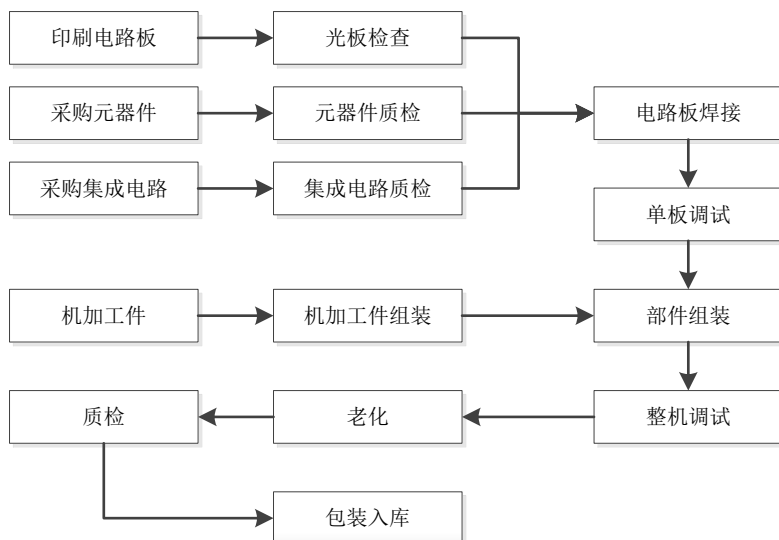 印刷电路板
光板检查
采购元器件
元器件质检
电路板焊接
采购集成电路
集成电路质检
单板调试
机加工件
机加工件组装
部件组装
质检
老化
整机调试
包装入库